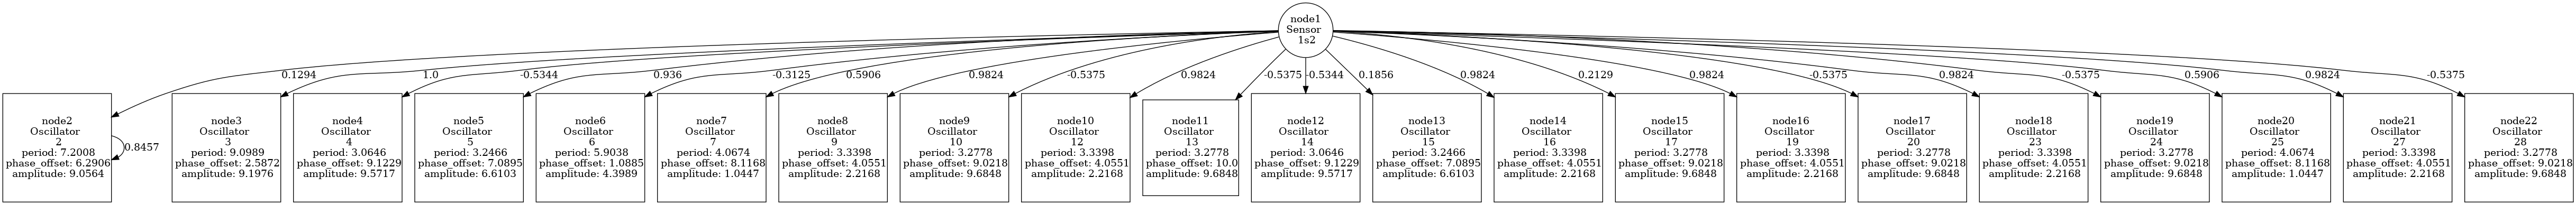 node1
Sensor
1s2
0.1294
1.0
-0.5344
0.936
-0.3125
0.5906
0.9824
-0.5375
0.9824
-0.5375
-0.5344
0.1856
0.9824
0.2129
0.9824
-0.5375
0.9824
-0.5375
0.5906
0.9824
-0.5375
node2
Oscillator
2
period: 7.2008
phase_offset: 6.2906
amplitude: 9.0564
0.8457
node3
Oscillator
3
period: 9.0989
phase_offset: 2.5872
amplitude: 9.1976
node4
Oscillator
4
period: 3.0646
phase_offset: 9.1229
amplitude: 9.5717
node5
Oscillator
5
period: 3.2466
phase_offset: 7.0895
amplitude: 6.6103
node6
Oscillator
6
period: 5.9038
phase_offset: 1.0885
amplitude: 4.3989
node7
Oscillator
7
period: 4.0674
phase_offset: 8.1168
amplitude: 1.0447
node8
Oscillator
9
period: 3.3398
phase_offset: 4.0551
amplitude: 2.2168
node9
Oscillator
10
period: 3.2778
phase_offset: 9.0218
amplitude: 9.6848
node10
Oscillator
12
period: 3.3398
phase_offset: 4.0551
amplitude: 2.2168
node11
Oscillator
13
period: 3.2778
phase_offset: 10.0
amplitude: 9.6848
node12
Oscillator
14
period: 3.0646
phase_offset: 9.1229
amplitude: 9.5717
node13
Oscillator
15
period: 3.2466
phase_offset: 7.0895
amplitude: 6.6103
node14
Oscillator
16
period: 3.3398
phase_offset: 4.0551
amplitude: 2.2168
node15
Oscillator
17
period: 3.2778
phase_offset: 9.0218
amplitude: 9.6848
node16
Oscillator
19
period: 3.3398
phase_offset: 4.0551
amplitude: 2.2168
node17
Oscillator
20
period: 3.2778
phase_offset: 9.0218
amplitude: 9.6848
node18
Oscillator
23
period: 3.3398
phase_offset: 4.0551
amplitude: 2.2168
node19
Oscillator
24
period: 3.2778
phase_offset: 9.0218
amplitude: 9.6848
node20
Oscillator
25
period: 4.0674
phase_offset: 8.1168
amplitude: 1.0447
node21
Oscillator
27
period: 3.3398
phase_offset: 4.0551
amplitude: 2.2168
node22
Oscillator
28
period: 3.2778
phase_offset: 9.0218
amplitude: 9.6848